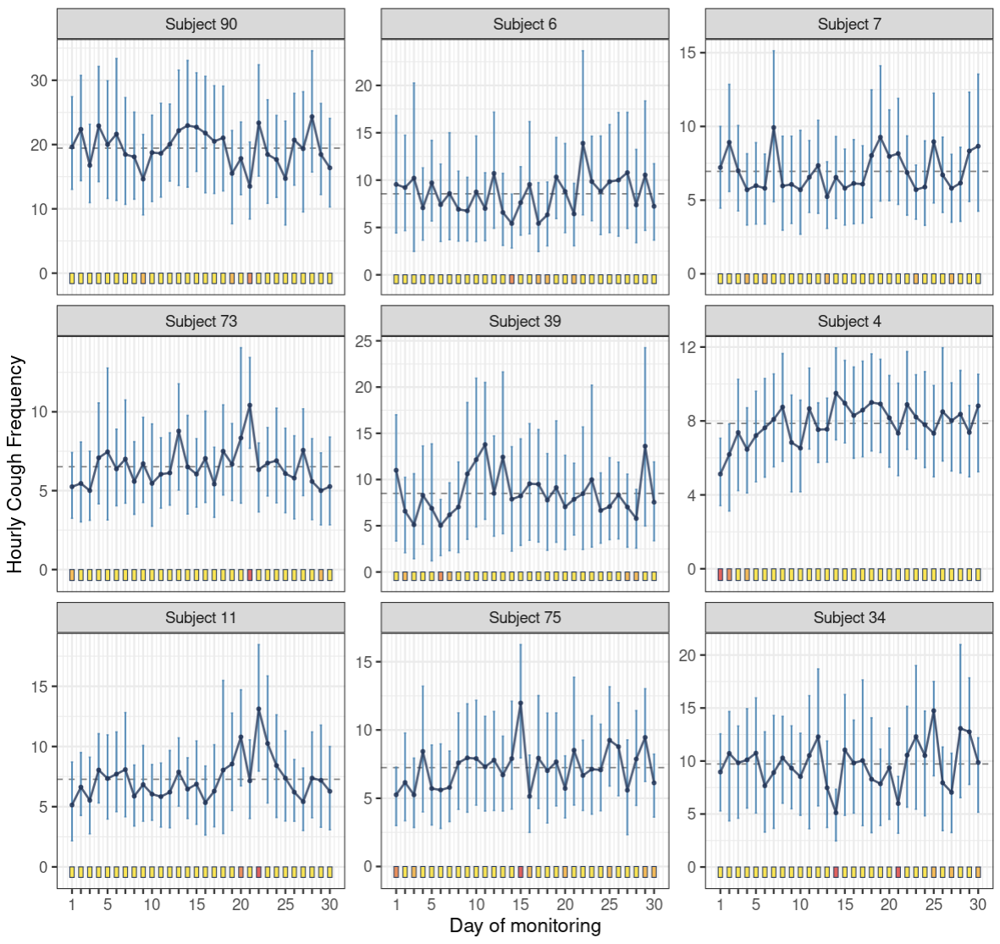 Subject 90
Subject 6
Subject 7
30
20
10
0
20
15
10
5
0
15
10
5
0
Subject 73
Subject 39
Subject 4
10
5
0
25
20
15
10
5
0
12
8
4
0
Hourly Cough Frequency
Subject 11
Subject 75
Subject 34
15
10
5
0
15
10
5
0
20
15
10
5
0
1 5 10 15 20 25 30
1 5 10 15 20 25 30
1 5 10 15 20 25 30
Day of monitoring